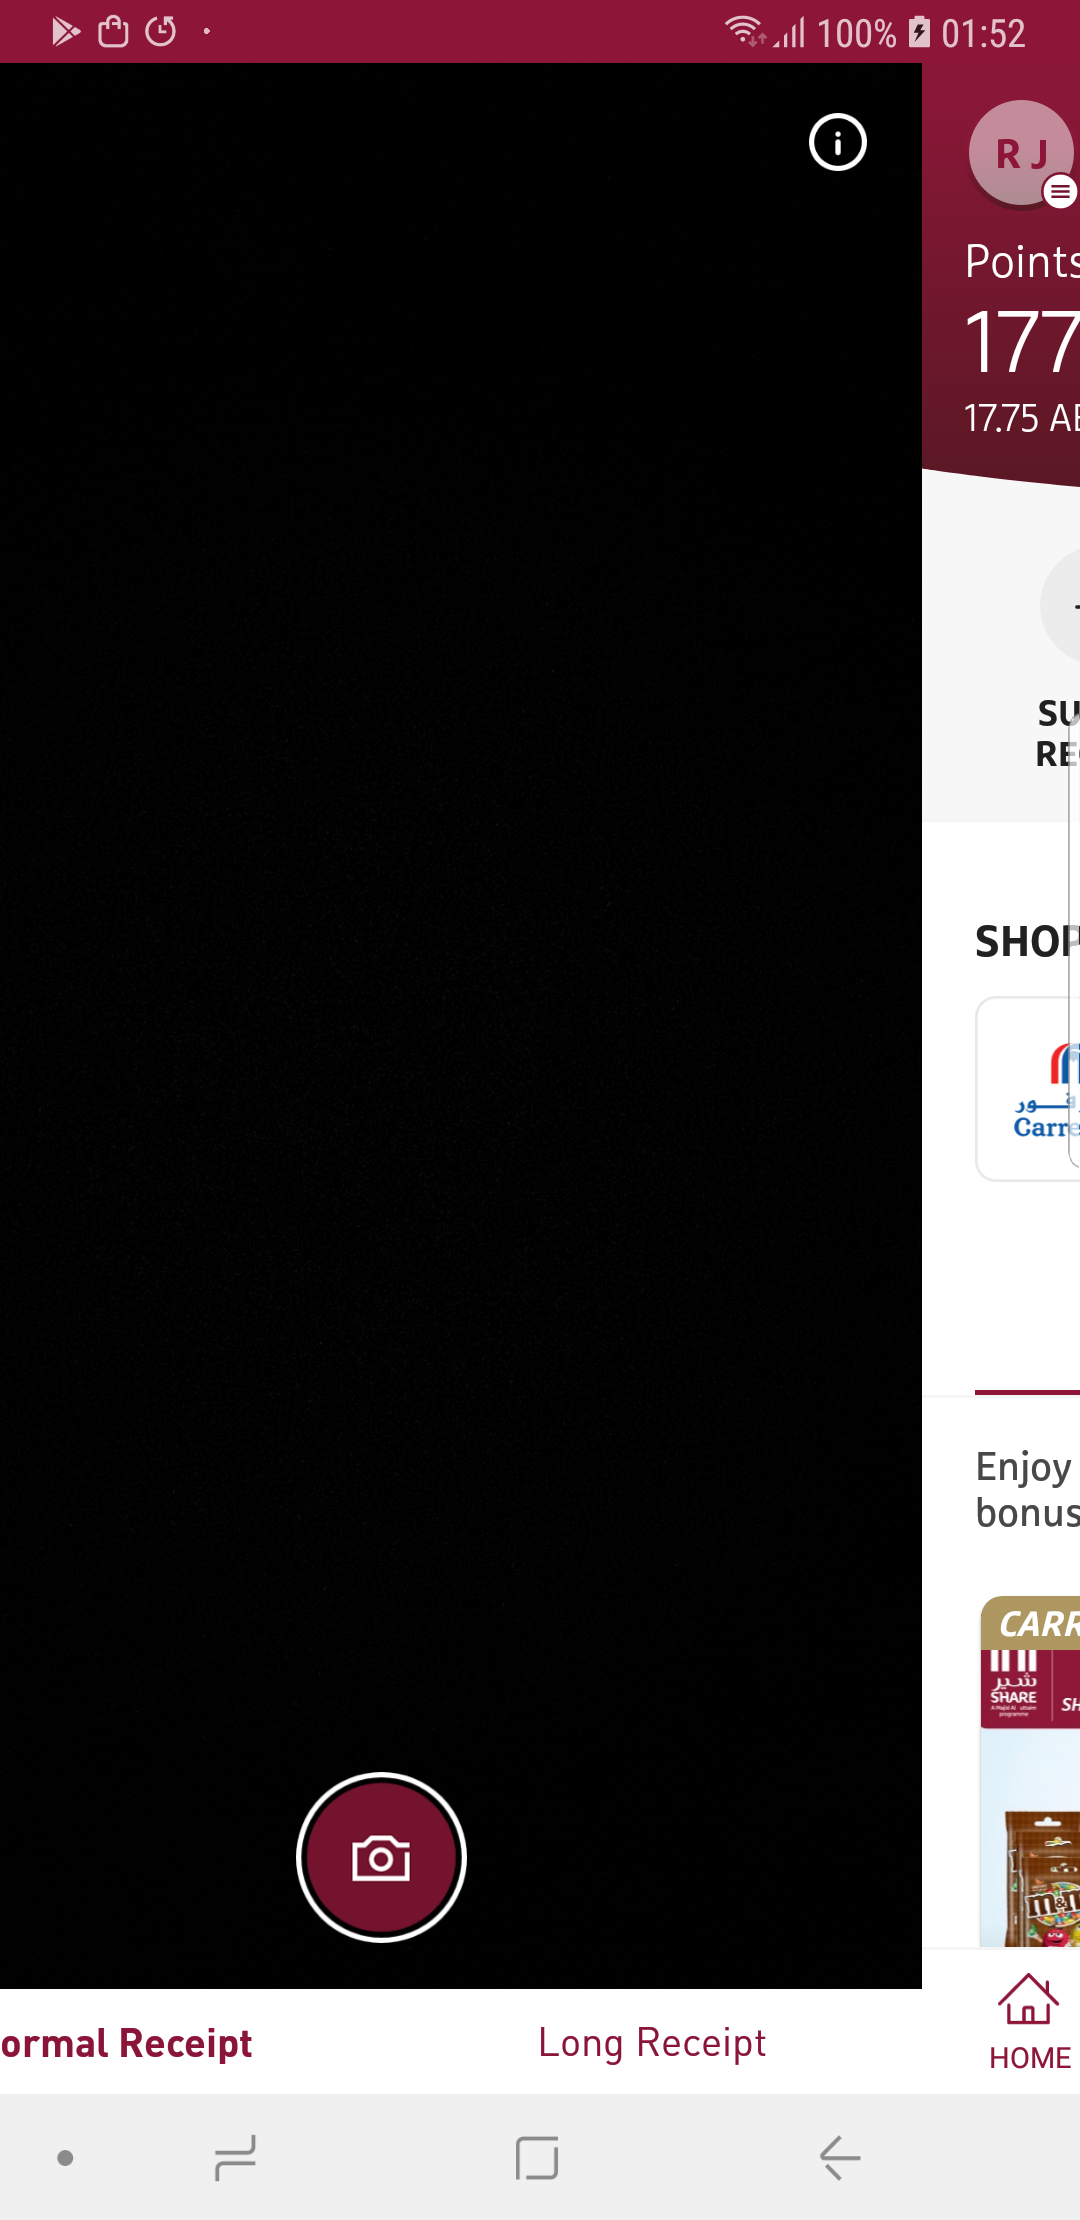 100% 01:52
R J
Points
177
17.75 AE
SU
RE
SHOP
ور
Carre
Enjoy
bonus
CARR
شير
SHARE
SH
m&m
ormal Receipt
Long Receipt
HOME